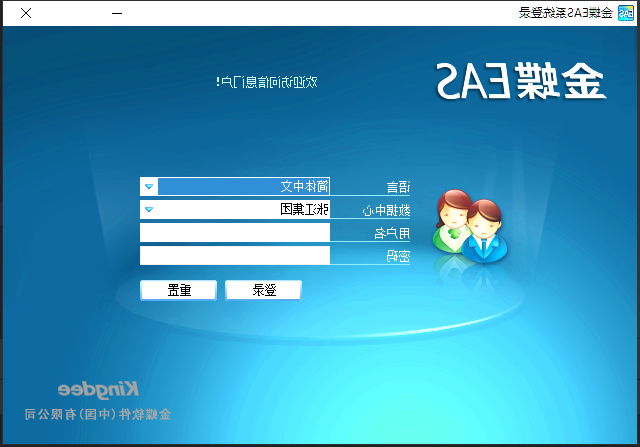 金蝶EAS系统登录
金蝶EAS
欢迎访问信息门户!
语言 简体中文
数据中心 张江集团
用户名
密码
登录 重置
Kingdee
金蝶软件(中国)有限公司